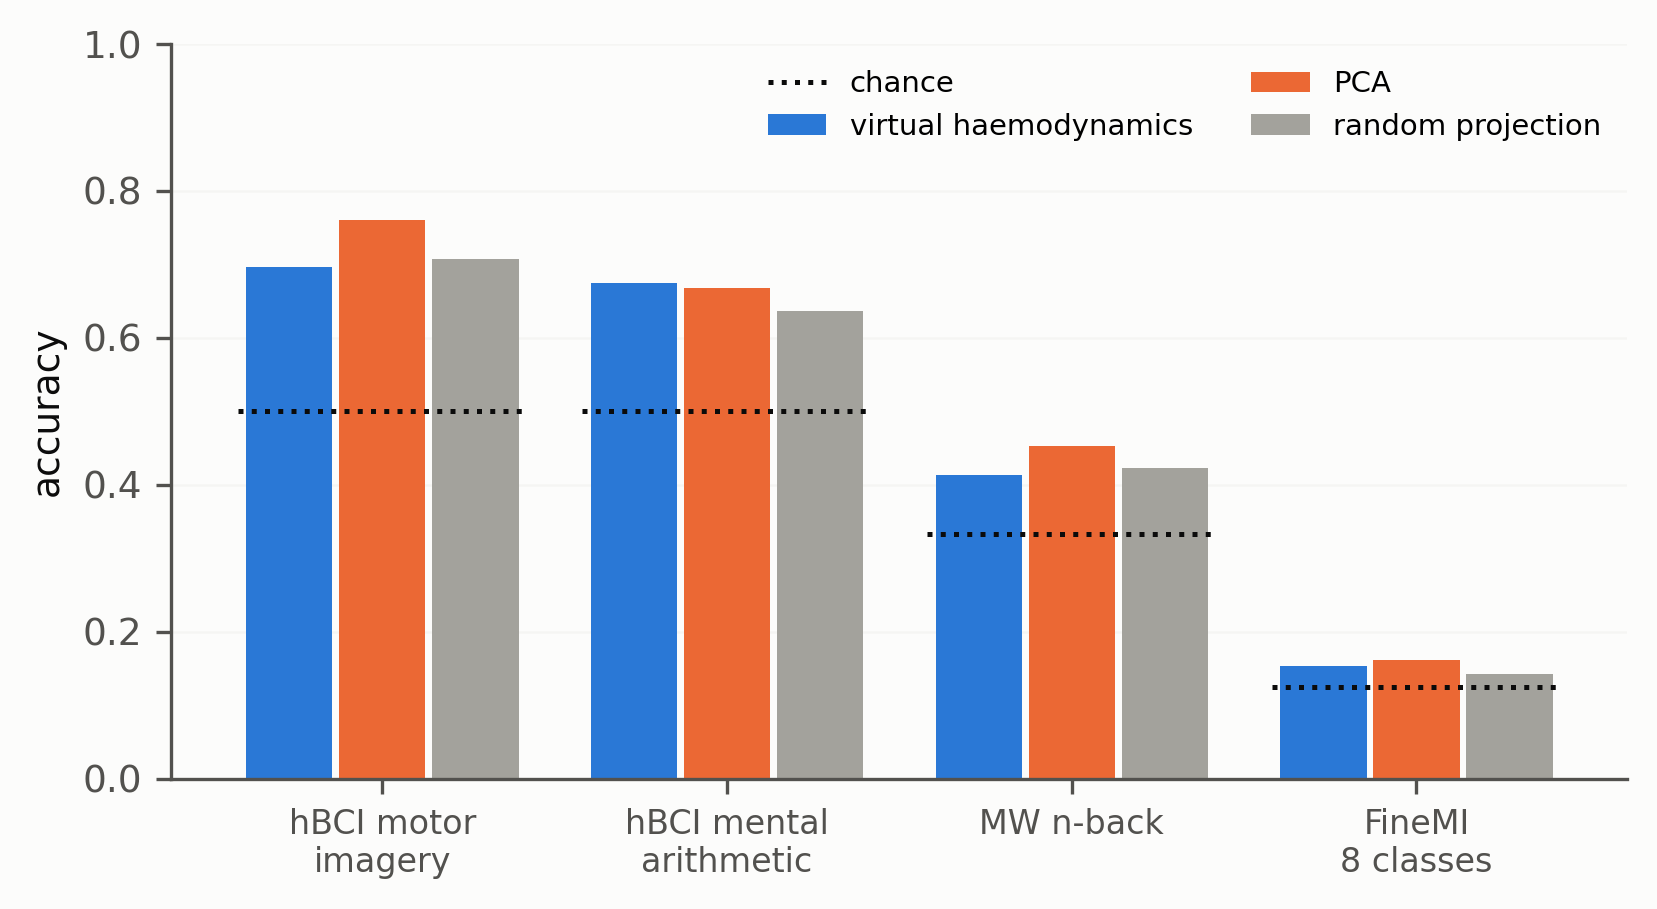 1.0
0.8
0.6
0.4
0.2
0.0
accuracy
chance
virtual haemodynamics
PCA
random projection
hBCI motor
imagery
hBCI mental
arithmetic
MW n-back
FineMI
8 classes